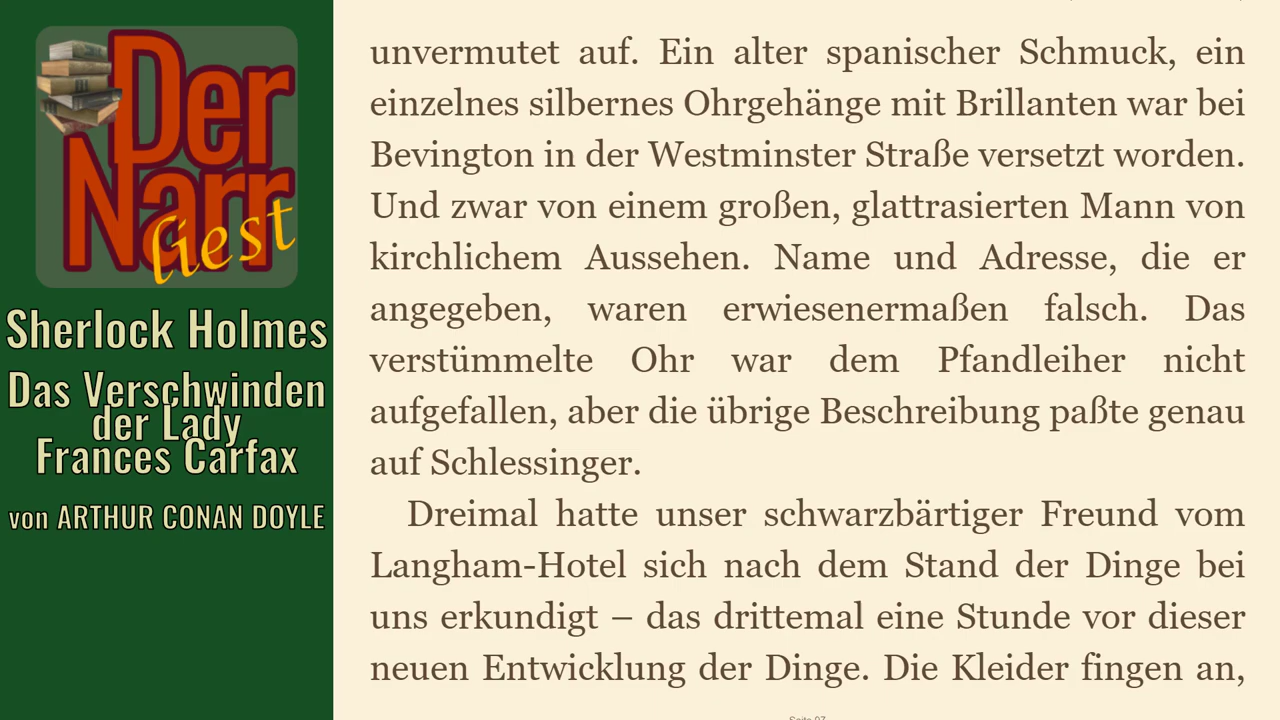 Der
Narr
liest
Sherlock Holmes
Das Verschwinden
der Lady
Frances Carfax
von ARTHUR CONAN DOYLE
unvermutet auf. Ein alter spanischer Schmuck, ein
einzelnes silbernes Ohrgehänge mit Brillanten war bei
Bevington in der Westminster Straße versetzt worden.
Und zwar von einem großen, glattrasierten Mann von
kirchlichem Aussehen. Name und Adresse, die er
angegeben, waren erwiesenermaßen falsch. Das
verstümmelte Ohr war dem Pfandleiher nicht
aufgefallen, aber die übrige Beschreibung paßte genau
auf Schlessinger.
Dreimal hatte unser schwarzbärtiger Freund vom
Langham-Hotel sich nach dem Stand der Dinge bei
uns erkundigt – das drittemal eine Stunde vor dieser
neuen Entwicklung der Dinge. Die Kleider fingen an,